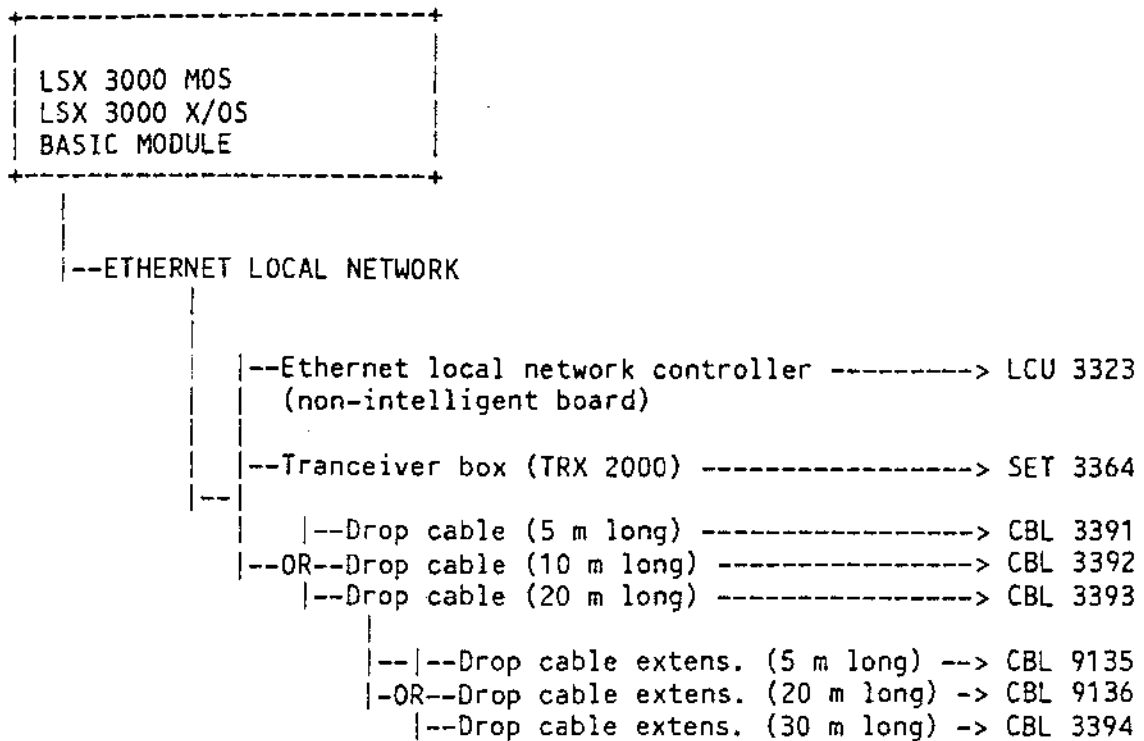 LSX 3000 MOS
LSX 3000 X/OS
BASIC MODULE
|--ETHERNET LOCAL NETWORK
|--Ethernet local network controller ---------> LCU 3323
(non-intelligent board)
|--Tranceiver box (TRX 2000) -----------------> SET 3364
|--Drop cable (5 m long) ----------------> CBL 3391
|--OR--Drop cable (10 m long) ---------------> CBL 3392
|--Drop cable (20 m long) ---------------> CBL 3393
|--|--Drop cable extens. (5 m long) --> CBL 9135
|-OR--Drop cable extens. (20 m long) -> CBL 9136
|--Drop cable extens. (30 m long) -> CBL 3394